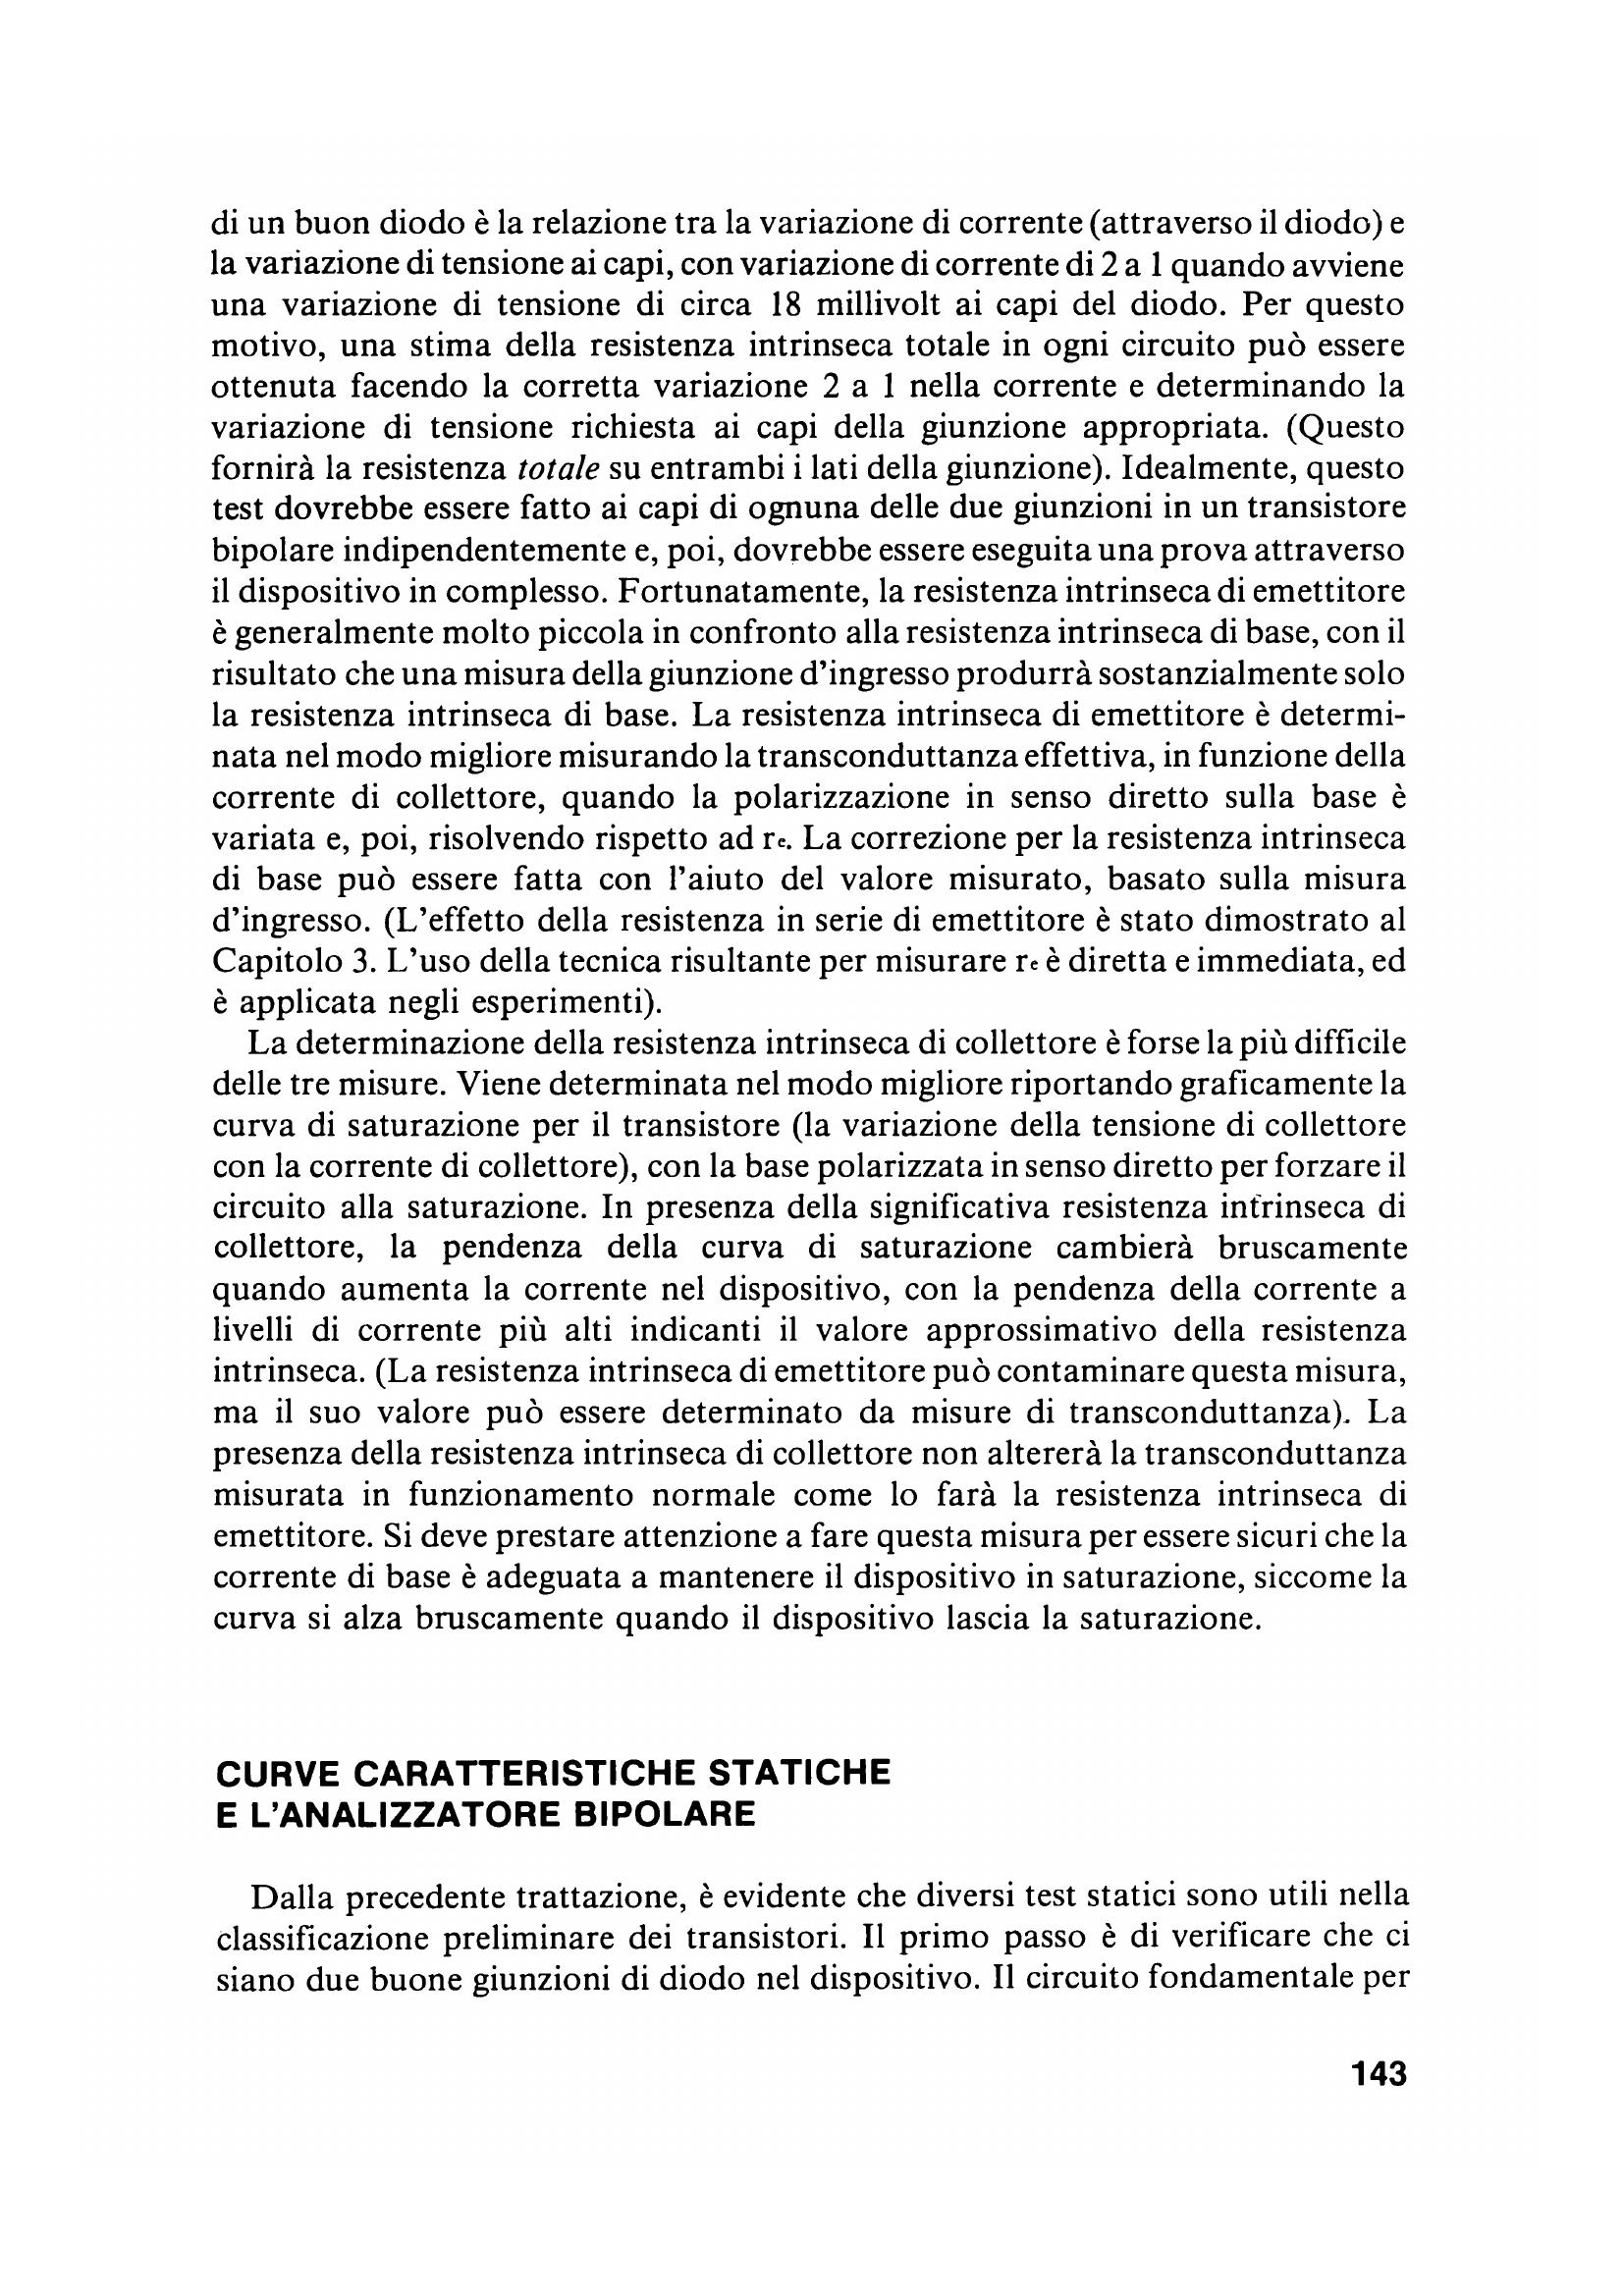 di un buon diodo è la relazione tra la variazione di corrente (attraverso il diodo) e
la variazione di tensione ai capi, con variazione di corrente di 2 a 1 quando avviene
una variazione di tensione di circa 18 millivolt ai capi del diodo. Per questo
motivo, una stima della resistenza intrinseca totale in ogni circuito può essere
ottenuta facendo la corretta variazione 2 a 1 nella corrente e determinando la
variazione di tensione richiesta ai capi della giunzione appropriata. (Questo
fornirà la resistenza totale su entrambi i lati della giunzione). Idealmente, questo
test dovrebbe essere fatto ai capi di ognuna delle due giunzioni in un transistore
bipolare indipendentemente e, poi, dovrebbe essere eseguita una prova attraverso
il dispositivo in complesso. Fortunatamente, la resistenza intrinseca di emettitore
è generalmente molto piccola in confronto alla resistenza intrinseca di base, con il
risultato che una misura della giunzione d'ingresso produrrà sostanzialmente solo
la resistenza intrinseca di base. La resistenza intrinseca di emettitore è determi-
nata nel modo migliore misurando la transconduttanza effettiva, in funzione della
corrente di collettore, quando la polarizzazione in senso diretto sulla base è
variata e, poi, risolvendo rispetto ad re. La correzione per la resistenza intrinseca
di base può essere fatta con l'aiuto del valore misurato, basato sulla misura
d'ingresso. (L'effetto della resistenza in serie di emettitore è stato dimostrato al
Capitolo 3. L'uso della tecnica risultante per misurare re è diretta e immediata, ed
è applicata negli esperimenti).
La determinazione della resistenza intrinseca di collettore è forse la più difficile
delle tre misure. Viene determinata nel modo migliore riportando graficamente la
curva di saturazione per il transistore (la variazione della tensione di collettore
con la corrente di collettore), con la base polarizzata in senso diretto per forzare il
circuito alla saturazione. In presenza della significativa resistenza intrinseca di
collettore, la pendenza della curva di saturazione cambierà bruscamente
quando aumenta la corrente nel dispositivo, con la pendenza della corrente a
livelli di corrente più alti indicanti il valore approssimativo della resistenza
intrinseca. (La resistenza intrinseca di emettitore può contaminare questa misura,
ma il suo valore può essere determinato da misure di transconduttanza). La
presenza della resistenza intrinseca di collettore non altererà la transconduttanza
misurata in funzionamento normale come lo farà la resistenza intrinseca di
emettitore. Si deve prestare attenzione a fare questa misura per essere sicuri che la
corrente di base è adeguata a mantenere il dispositivo in saturazione, siccome la
curva si alza bruscamente quando il dispositivo lascia la saturazione.
CURVE CARATTERISTICHE STATICHE
E L'ANALIZZATORE BIPOLARE
Dalla precedente trattazione, è evidente che diversi test statici sono utili nella
classificazione preliminare dei transistori. Il primo passo è di verificare che ci
siano due buone giunzioni di diodo nel dispositivo. Il circuito fondamentale per
143